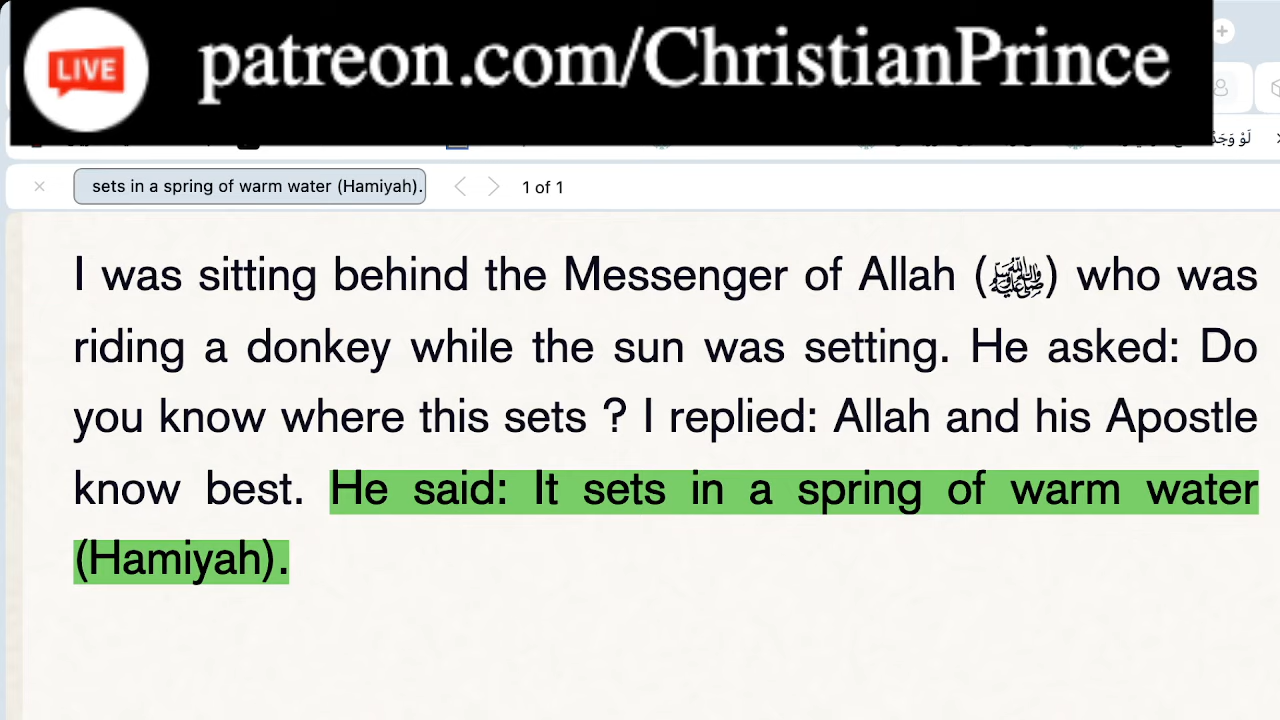 LIVE
patreon.com/ChristianPrince
لَوْ
sets in a spring of warm water (Hamiyah).
1 of 1
I was sitting behind the Messenger of Allah (ﷺ) who was
riding a donkey while the sun was setting. He asked: Do
you know where this sets ? I replied: Allah and his Apostle
know best. He said: It sets in a spring of warm water
(Hamiyah).